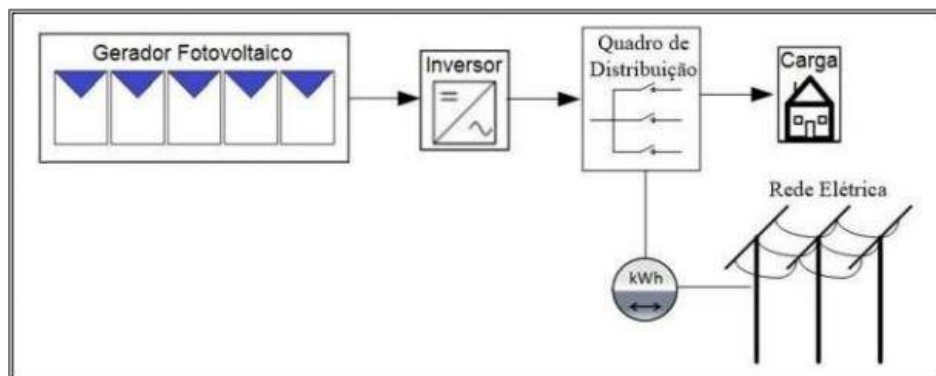 Gerador Fotovoltaico
Inversor
Quadro de
Distribuição
Carga
Rede Elétrica
kWh